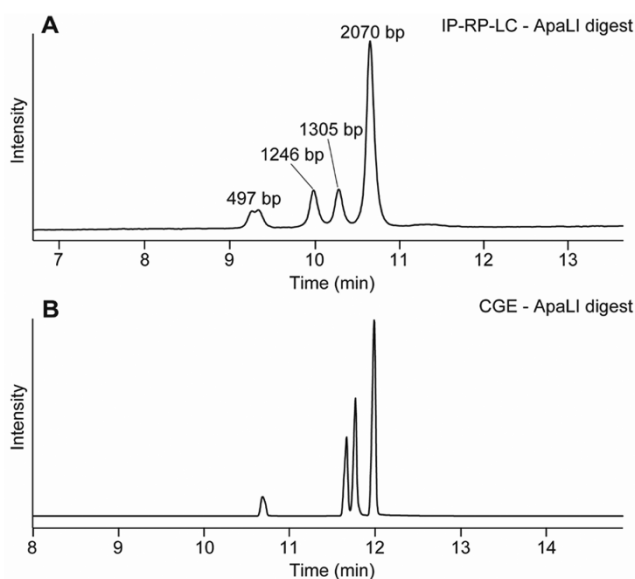 A
IP-RP-LC - ApaLI digest
2070 bp
1305 bp
1246 bp
497 bp
Intensity
7 8 9 10 11 12 13
Time (min)
B
CGE - ApaLI digest
Intensity
8 9 10 11 12 13 14
Time (min)